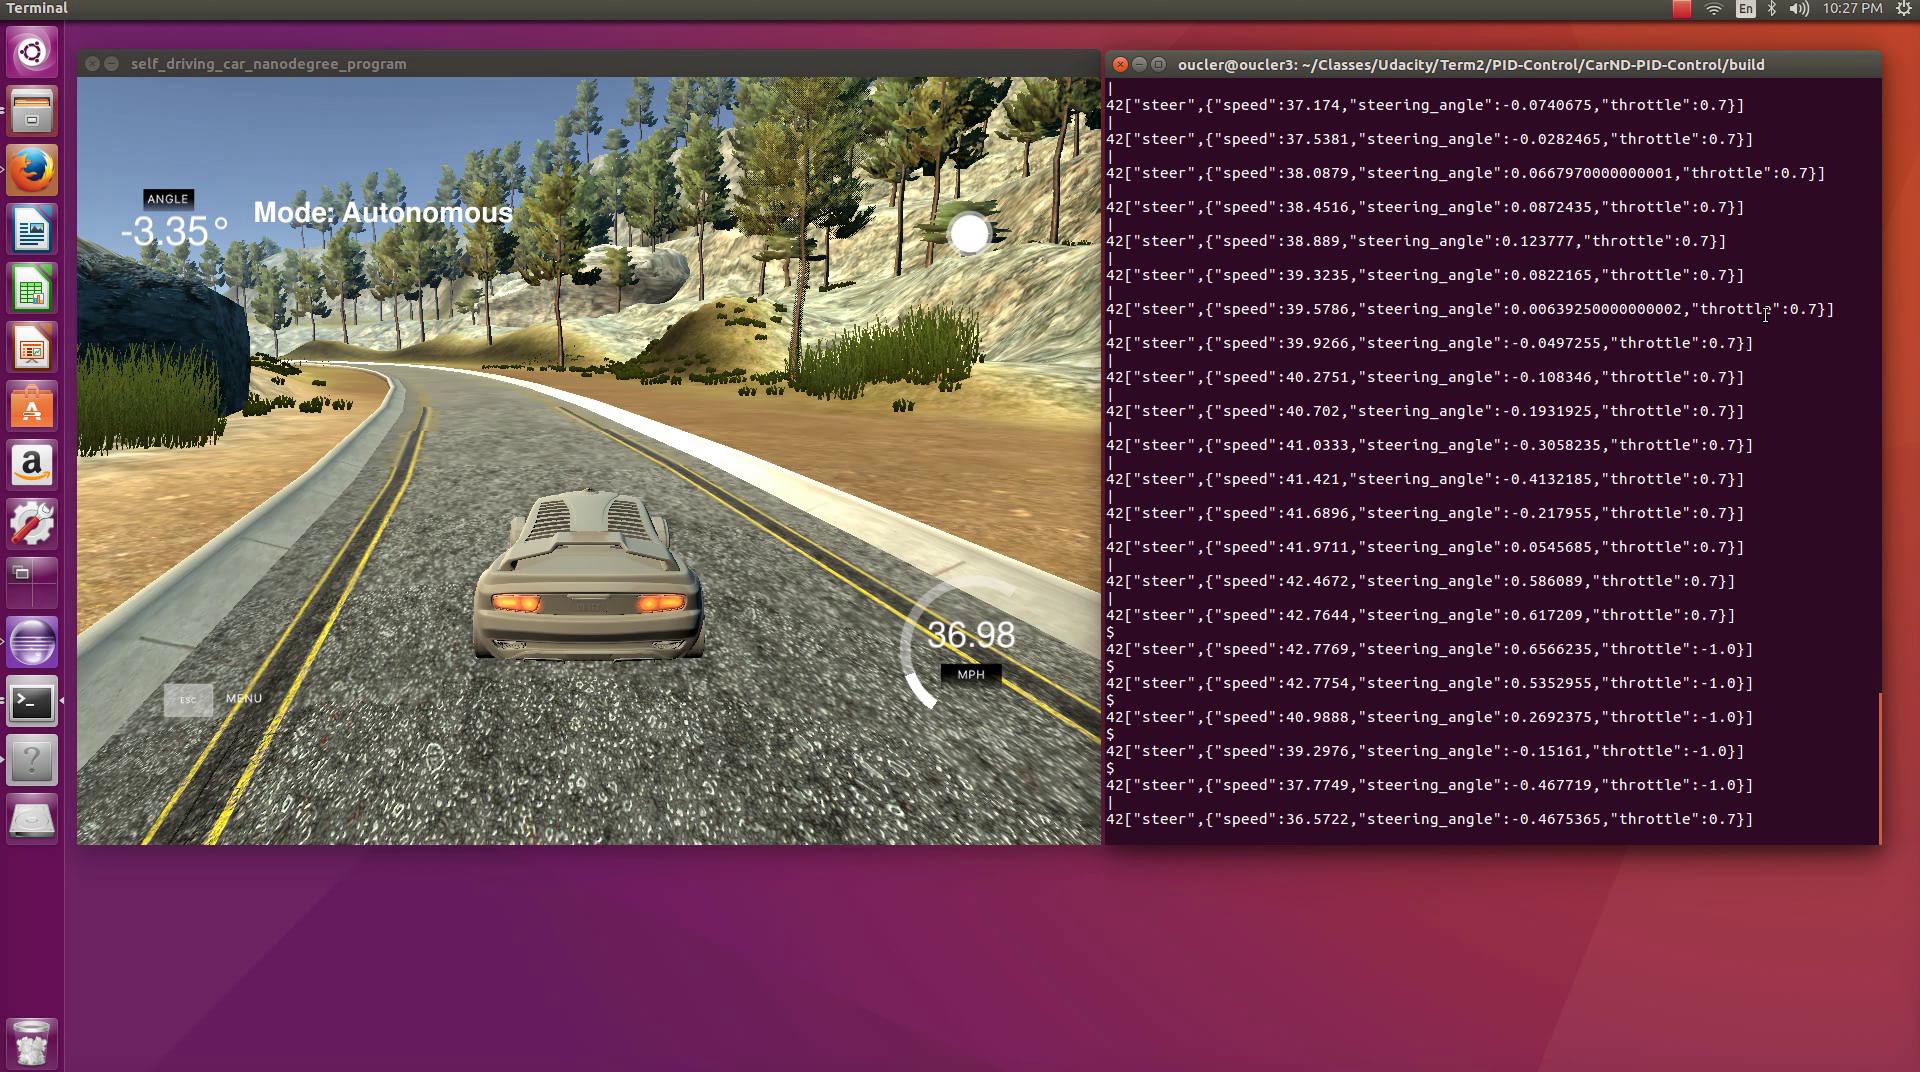 Terminal
En
10:27 PM
self_driving_car_nanodegree_program
ANGLE
-3.35°
Mode: Autonomous
36.98
MPH
ESC
MENU
oucler@oucler3: ~/Classes/Udacity/Term2/PID-Control/CarND-PID-Control/build
|
42["steer",{"speed":37.174,"steering_angle":-0.0740675,"throttle":0.7}]
|
42["steer",{"speed":37.5381,"steering_angle":-0.0282465,"throttle":0.7}]
|
42["steer",{"speed":38.0879,"steering_angle":0.0667970000000001,"throttle":0.7}]
|
42["steer",{"speed":38.4516,"steering_angle":0.0872435,"throttle":0.7}]
|
42["steer",{"speed":38.889,"steering_angle":0.123777,"throttle":0.7}]
|
42["steer",{"speed":39.3235,"steering_angle":0.0822165,"throttle":0.7}]
|
42["steer",{"speed":39.5786,"steering_angle":0.00639250000000002,"throttle":0.7}]
|
42["steer",{"speed":39.9266,"steering_angle":-0.0497255,"throttle":0.7}]
|
42["steer",{"speed":40.2751,"steering_angle":-0.108346,"throttle":0.7}]
|
42["steer",{"speed":40.702,"steering_angle":-0.1931925,"throttle":0.7}]
|
42["steer",{"speed":41.0333,"steering_angle":-0.3058235,"throttle":0.7}]
|
42["steer",{"speed":41.421,"steering_angle":-0.4132185,"throttle":0.7}]
|
42["steer",{"speed":41.6896,"steering_angle":-0.217955,"throttle":0.7}]
|
42["steer",{"speed":41.9711,"steering_angle":0.0545685,"throttle":0.7}]
|
42["steer",{"speed":42.4672,"steering_angle":0.586089,"throttle":0.7}]
|
42["steer",{"speed":42.7644,"steering_angle":0.617209,"throttle":0.7}]
$
42["steer",{"speed":42.7769,"steering_angle":0.6566235,"throttle":-1.0}]
$
42["steer",{"speed":42.7754,"steering_angle":0.5352955,"throttle":-1.0}]
$
42["steer",{"speed":40.9888,"steering_angle":0.2692375,"throttle":-1.0}]
$
42["steer",{"speed":39.2976,"steering_angle":-0.15161,"throttle":-1.0}]
$
42["steer",{"speed":37.7749,"steering_angle":-0.467719,"throttle":-1.0}]
|
42["steer",{"speed":36.5722,"steering_angle":-0.4675365,"throttle":0.7}]